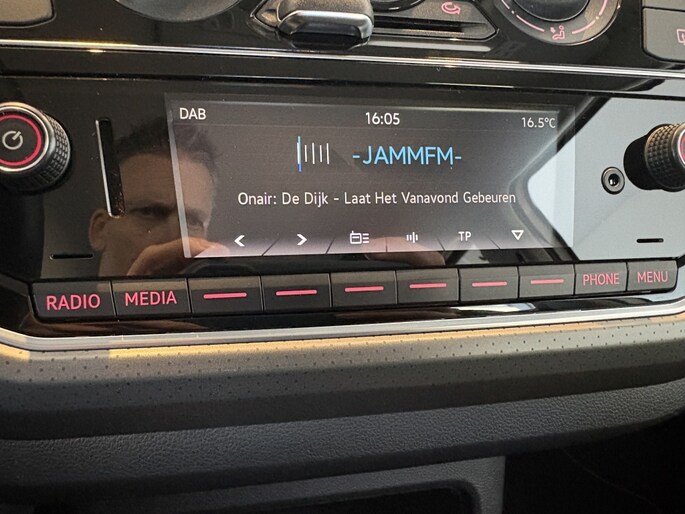 DAB 16:05 16.5°C
-JAMMFM-
Onair: De Dijk - Laat Het Vanavond Gebeuren
TP
RADIO MEDIA PHONE MENU